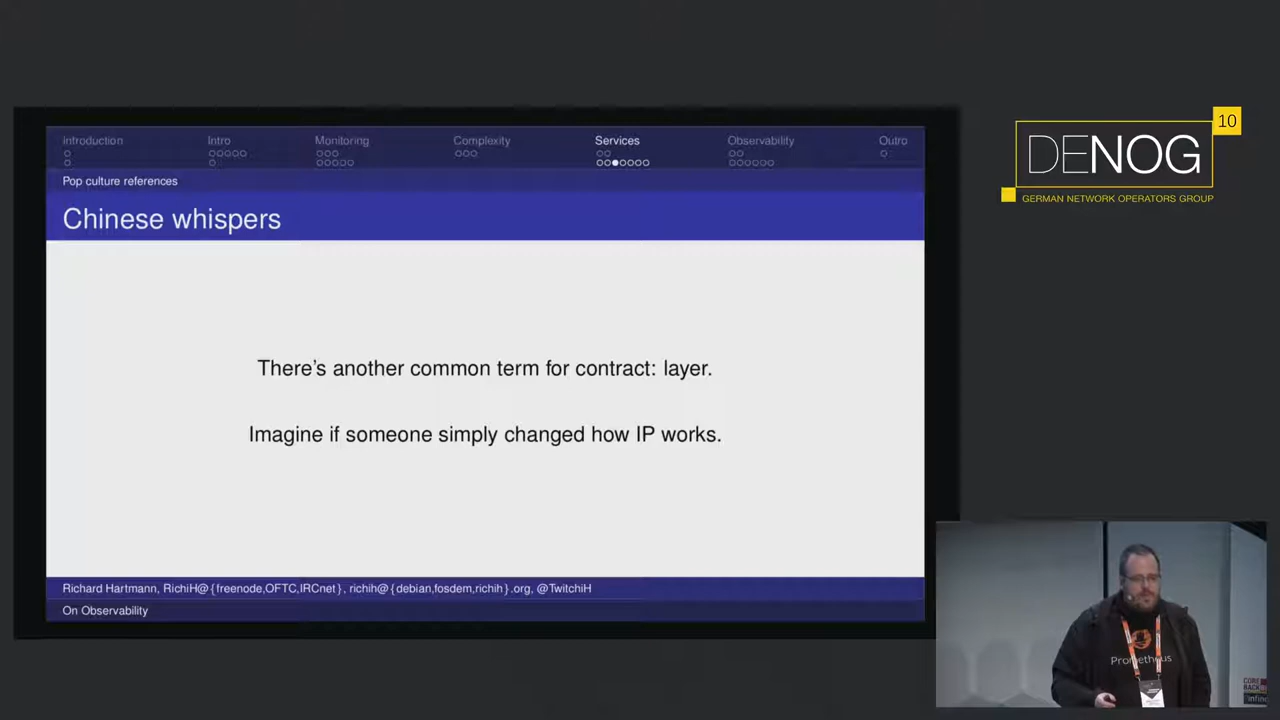 Introduction
Intro
Monitoring
Complexity
Services
Observability
Outro
Pop culture references
Chinese whispers
There's another common term for contract: layer.
Imagine if someone simply changed how IP works.
Richard Hartmann, RichiH@{freenode,OFTC,IRCnet}, richih@{debian,fosdem,richih}.org, @TwitchiH
On Observability
10
DENOG
GERMAN NETWORK OPERATORS GROUP
Prometheus